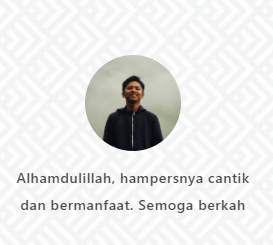 Alhamdulillah, hampersnya cantik
dan bermanfaat. Semoga berkah